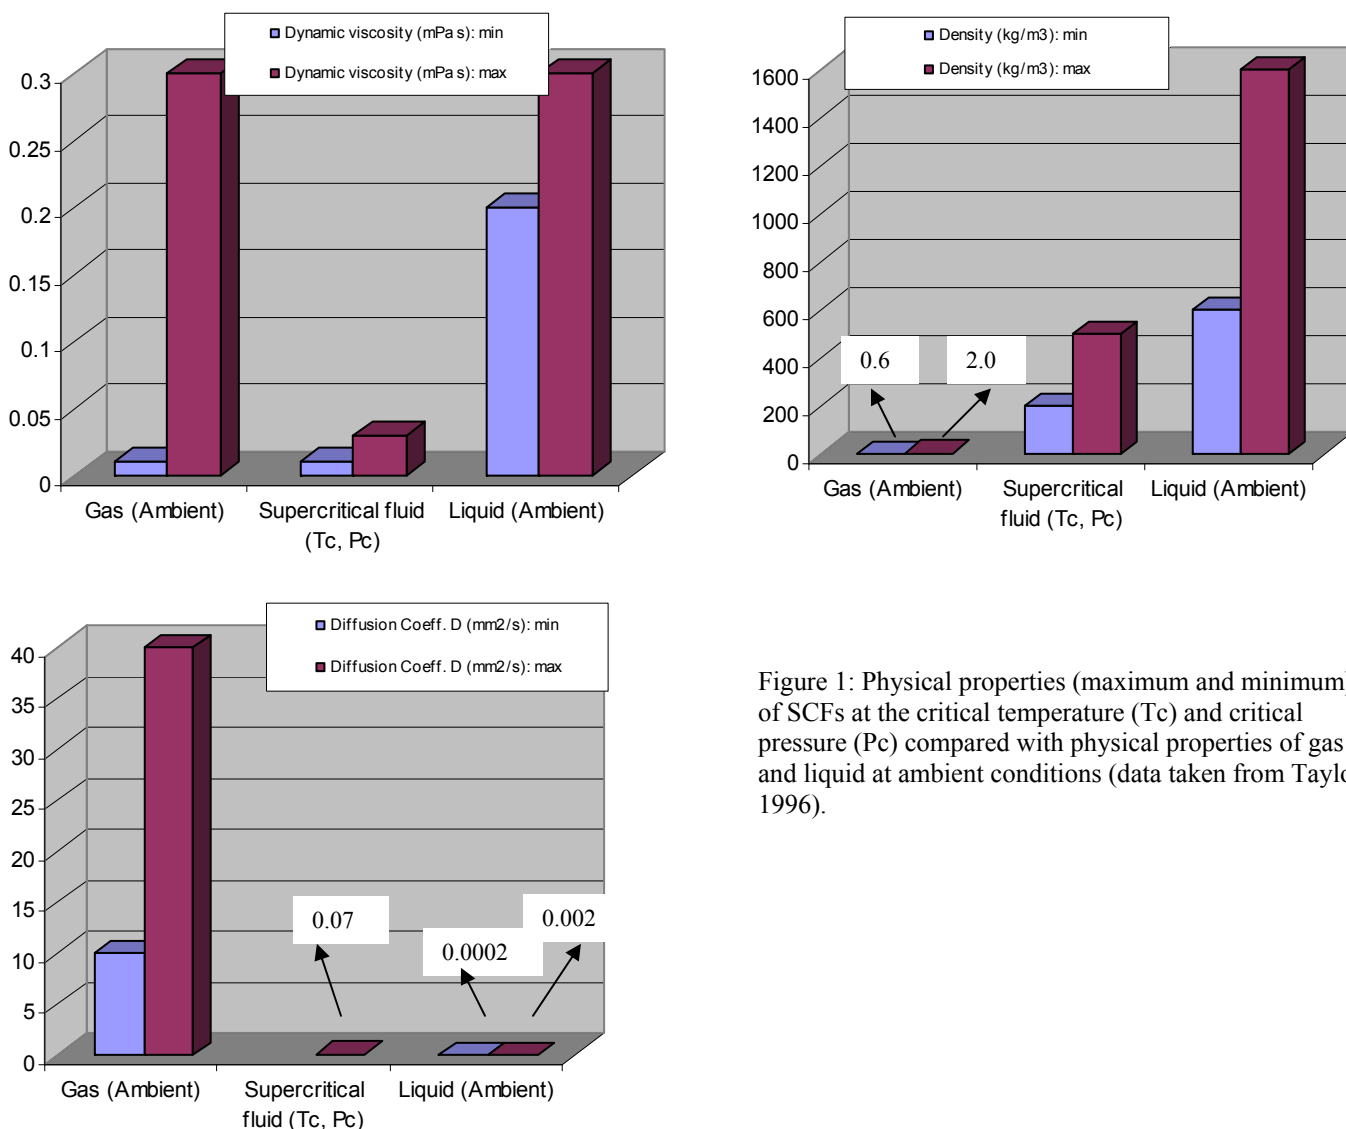 Dynamic viscosity (mPa s): min
Dynamic viscosity (mPa s): max
0.3
0.25
0.2
0.15
0.1
0.05
0
Gas (Ambient)
Supercritical fluid
(Tc, Pc)
Liquid (Ambient)
Density (kg/m3): min
Density (kg/m3): max
1600
1400
1200
1000
800
600
400
200
0
0.6
2.0
Gas (Ambient)
Supercritical
fluid (Tc, Pc)
Liquid (Ambient)
Diffusion Coeff. D (mm2/s): min
Diffusion Coeff. D (mm2/s): max
40
35
30
25
20
15
10
5
0
0.07
0.0002
0.002
Gas (Ambient)
Supercritical
fluid (Tc, Pc)
Liquid (Ambient)
Figure 1: Physical properties (maximum and minimum)
of SCFs at the critical temperature (Tc) and critical
pressure (Pc) compared with physical properties of gas
and liquid at ambient conditions (data taken from Taylo
1996).